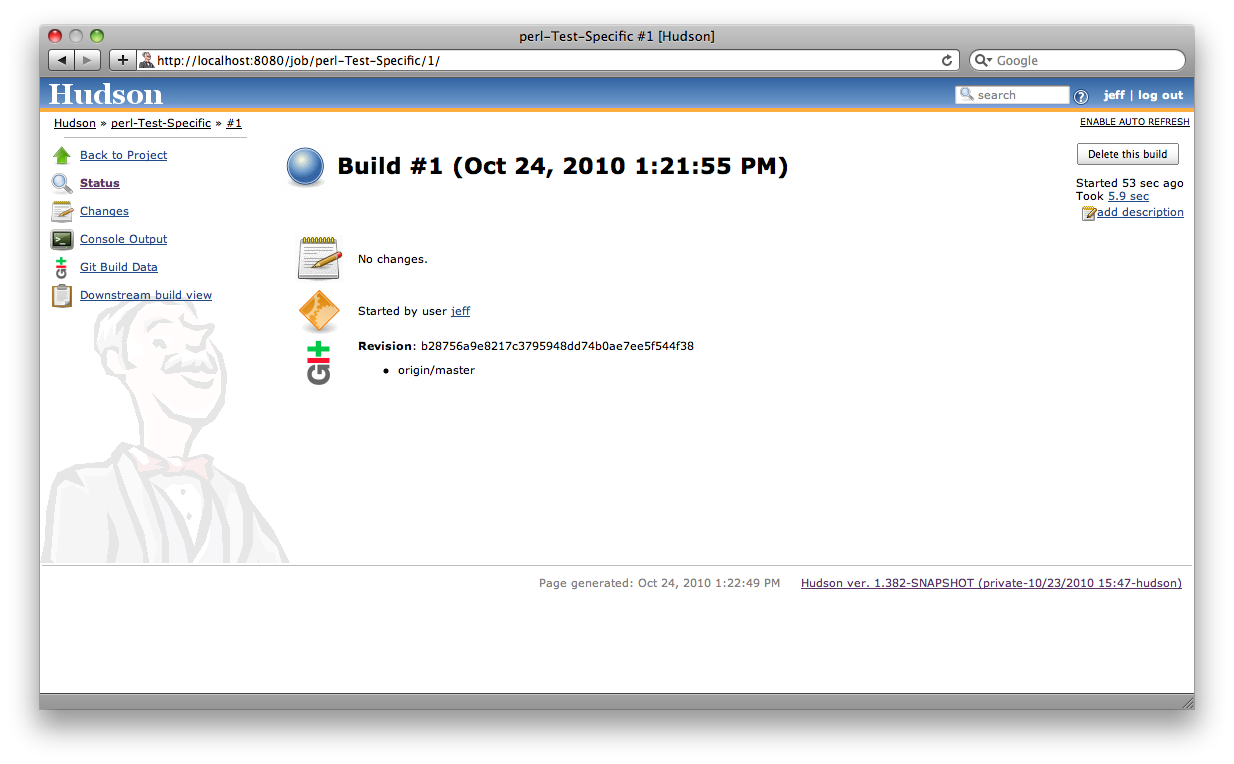 perl-Test-Specific #1 [Hudson]
http://localhost:8080/job/perl-Test-Specific/1/
Google
Hudson
search
jeff | log out
Hudson » perl-Test-Specific » #1
ENABLE AUTO REFRESH
Back to Project
Status
Changes
Console Output
Git Build Data
Downstream build view
Build #1 (Oct 24, 2010 1:21:55 PM)
Delete this build
Started 53 sec ago
Took 5.9 sec
add description
No changes.
Started by user jeff
Revision: b28756a9e8217c3795948dd74b0ae7ee5f544f38
• origin/master
Page generated: Oct 24, 2010 1:22:49 PM
Hudson ver. 1.382-SNAPSHOT (private-10/23/2010 15:47-hudson)